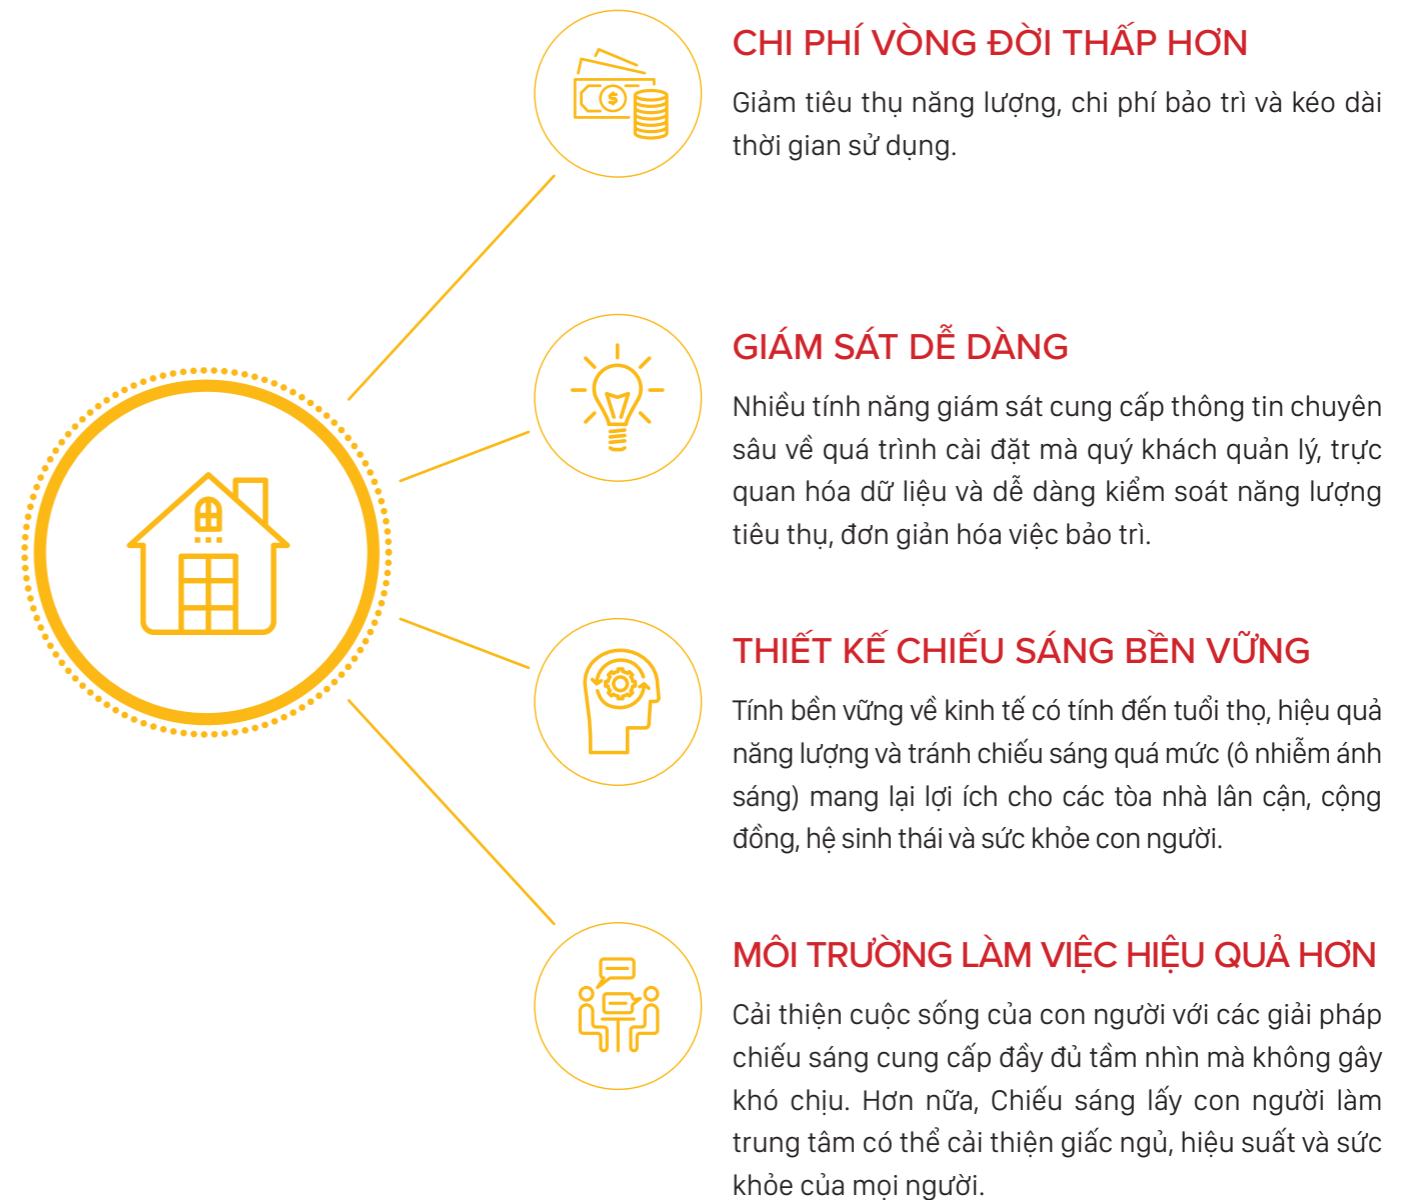 CHI PHÍ VÒNG ĐỜI THẤP HƠN
Giảm tiêu thụ năng lượng, chi phí bảo trì và kéo dài
thời gian sử dụng.
GIÁM SÁT DỄ DÀNG
Nhiều tính năng giám sát cung cấp thông tin chuyên
sâu về quá trình cài đặt mà quý khách quản lý, trực
quan hóa dữ liệu và dễ dàng kiểm soát năng lượng
tiêu thụ, đơn giản hóa việc bảo trì.
THIẾT KẾ CHIẾU SÁNG BỀN VỮNG
Tính bền vững về kinh tế có tính đến tuổi thọ, hiệu quả
năng lượng và tránh chiếu sáng quá mức (ô nhiễm ánh
sáng) mang lại lợi ích cho các tòa nhà lân cận, cộng
đồng, hệ sinh thái và sức khỏe con người.
MÔI TRƯỜNG LÀM VIỆC HIỆU QUẢ HƠN
Cải thiện cuộc sống của con người với các giải pháp
chiếu sáng cung cấp đầy đủ tầm nhìn mà không gây
khó chịu. Hơn nữa, Chiếu sáng lấy con người làm
trung tâm có thể cải thiện giấc ngủ, hiệu suất và sức
khỏe của mọi người.